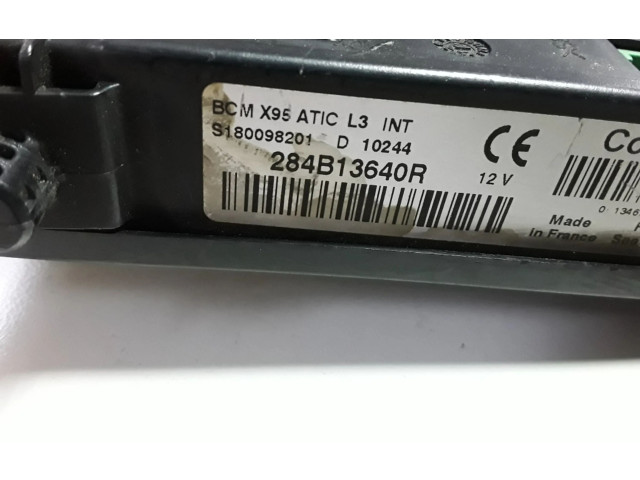 BCM X95 ATIC L3 INT
S180098201 D 10244
284B13640R
CE
12 V
Made
in France